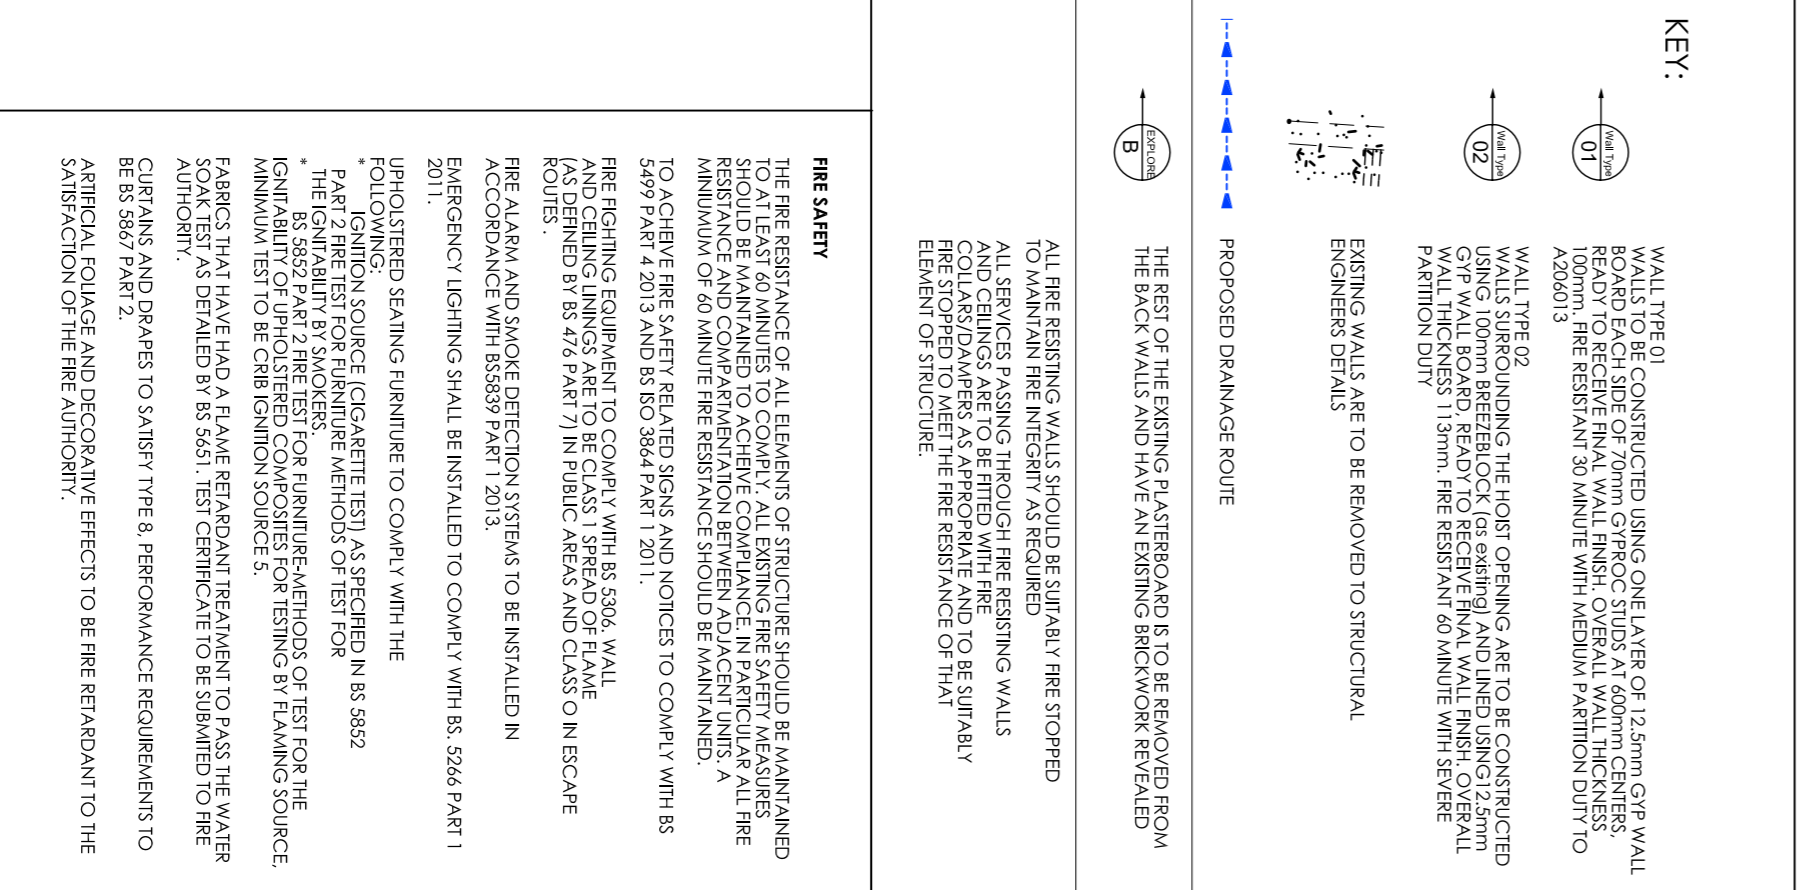 KEY:
Wall Type
01
WALL TYPE 01
WALLS TO BE CONSTRUCTED USING ONE LAYER OF 12.5mm GYP WALL
BOARD EACH SIDE OF 70mm GYPROC STUDS AT 600mm CENTERS,
READY TO RECEIVE FINAL WALL FINISH. OVERALL WALL THICKNESS
100mm. FIRE RESISTANT 30 MINUTE WITH MEDIUM PARTITION DUTY TO
A206013
Wall Type
02
WALL TYPE 02
WALLS SURROUNDING THE HOIST OPENING ARE TO BE CONSTRUCTED
USING 100mm BREEZEBLOCK (as existing) AND LINED USING12.5mm
GYP WALL BOARD, READY TO RECEIVE FINAL WALL FINISH. OVERALL
WALL THICKNESS 113mm. FIRE RESISTANT 60 MINUTE WITH SEVERE
PARTITION DUTY
EXISTING WALLS ARE TO BE REMOVED TO STRUCTURAL
ENGINEERS DETAILS
PROPOSED DRAINAGE ROUTE
EXPLORE
B
THE REST OF THE EXISTING PLASTERBOARD IS TO BE REMOVED FROM
THE BACK WALLS AND HAVE AN EXISTING BRICKWORK REVEALED
ALL FIRE RESISTING WALLS SHOULD BE SUITABLY FIRE STOPPED
TO MAINTAIN FIRE INTEGRITY AS REQUIRED
ALL SERVICES PASSING THROUGH FIRE RESISTING WALLS
AND CEILINGS ARE TO BE FITTED WITH FIRE
COLLARS/DAMPERS AS APPROPRIATE AND TO BE SUITABLY
FIRE STOPPED TO MEET THE FIRE RESISTANCE OF THAT
ELEMENT OF STRUCTURE.
FIRE SAFETY
THE FIRE RESISTANCE OF ALL ELEMENTS OF STRUCTURE SHOULD BE MAINTAINED
TO AT LEAST 60 MINUTES TO COMPLY. ALL EXISTING FIRE SAFETY MEASURES
SHOULD BE MAINTAINED TO ACHEIVE COMPLIANCE. IN PARTICULAR ALL FIRE
RESISTANCE AND COMPARTMENTATION BETWEEN ADJACENT UNITS. A
MINIUMUM OF 60 MINUTE FIRE RESISTANCE SHOULD BE MAINTAINED.
TO ACHEIVE FIRE SAFETY RELATED SIGNS AND NOTICES TO COMPLY WITH BS
5499 PART 4 2013 AND BS ISO 3864 PART 1 2011.
FIRE FIGHTING EQUIPMENT TO COMPLY WITH BS 5306. WALL
AND CEILING LININGS ARE TO BE CLASS 1 SPREAD OF FLAME
(AS DEFINED BY BS 476 PART 7) IN PUBLIC AREAS AND CLASS O IN ESCAPE
ROUTES .
FIRE ALARM AND SMOKE DETECTION SYSTEMS TO BE INSTALLED IN
ACCORDANCE WITH BS5839 PART 1 2013.
EMERGENCY LIGHTING SHALL BE INSTALLED TO COMPLY WITH BS. 5266 PART 1
2011.
UPHOLSTERED SEATING FURNITURE TO COMPLY WITH THE
FOLLOWING:
* IGNITION SOURCE (CIGARETTE TEST) AS SPECIFIED IN BS 5852
PART 2 FIRE TEST FOR FURNITURE METHODS OF TEST FOR
THE IGNITABILITY BY SMOKERS.
* BS 5852 PART 2 FIRE TEST FOR FURNITURE-METHODS OF TEST FOR THE
IGNITABILITY OF UPHOLSTERED COMPOSITES FOR TESTING BY FLAMING SOURCE,
MINIMUM TEST TO BE CRIB IGNITION SOURCE 5.
FABRICS THAT HAVE HAD A FLAME RETARDANT TREATMENT TO PASS THE WATER
SOAK TEST AS DETAILED BY BS 5651. TEST CERTIFICATE TO BE SUBMITED TO FIRE
AUTHORITY.
CURTAINS AND DRAPES TO SATISFY TYPE 8, PERFORMANCE REQUIREMENTS TO
BE BS 5867 PART 2.
ARTIFICIAL FOLIAGE AND DECORATIVE EFFECTS TO BE FIRE RETARDANT TO THE
SATISFACTION OF THE FIRE AUTHORITY.